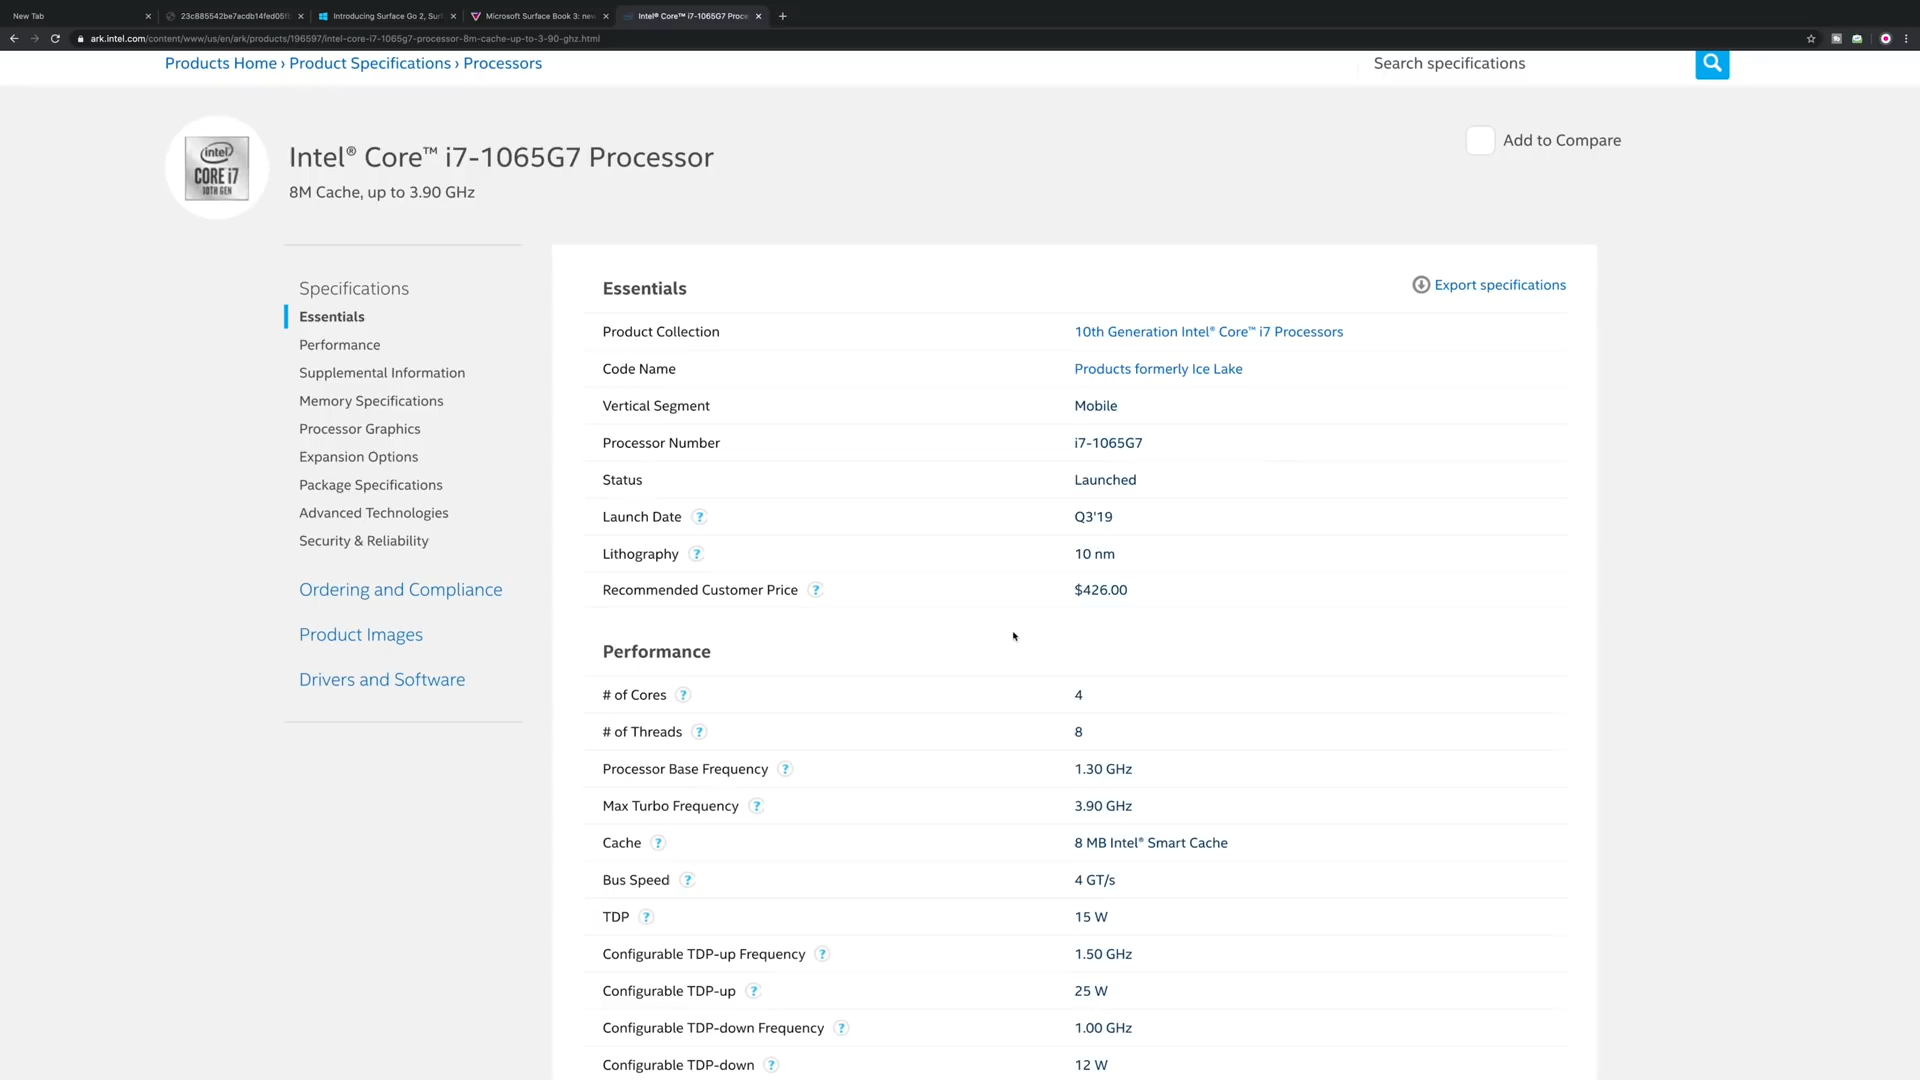 New Tab
23c885542be7acdb14fed05f
Introducing Surface Go 2, Sur
Microsoft Surface Book 3: new
Intel® Core™ i7-1065G7 Proce
ark.intel.com/content/www/us/en/ark/products/196597/intel-core-i7-1065g7-processor-8m-cache-up-to-3-90-ghz.html
Products Home › Product Specifications › Processors
Search specifications
intel
CORE i7
10TH GEN
Intel® Core™ i7-1065G7 Processor
8M Cache, up to 3.90 GHz
Add to Compare
Specifications
Essentials
Performance
Supplemental Information
Memory Specifications
Processor Graphics
Expansion Options
Package Specifications
Advanced Technologies
Security & Reliability
Ordering and Compliance
Product Images
Drivers and Software
Essentials
Export specifications
Product Collection 10th Generation Intel® Core™ i7 Processors
Code Name Products formerly Ice Lake
Vertical Segment Mobile
Processor Number i7-1065G7
Status Launched
Launch Date ? Q3'19
Lithography ? 10 nm
Recommended Customer Price ? $426.00
Performance
# of Cores ? 4
# of Threads ? 8
Processor Base Frequency ? 1.30 GHz
Max Turbo Frequency ? 3.90 GHz
Cache ? 8 MB Intel® Smart Cache
Bus Speed ? 4 GT/s
TDP ? 15 W
Configurable TDP-up Frequency ? 1.50 GHz
Configurable TDP-up ? 25 W
Configurable TDP-down Frequency ? 1.00 GHz
Configurable TDP-down ? 12 W